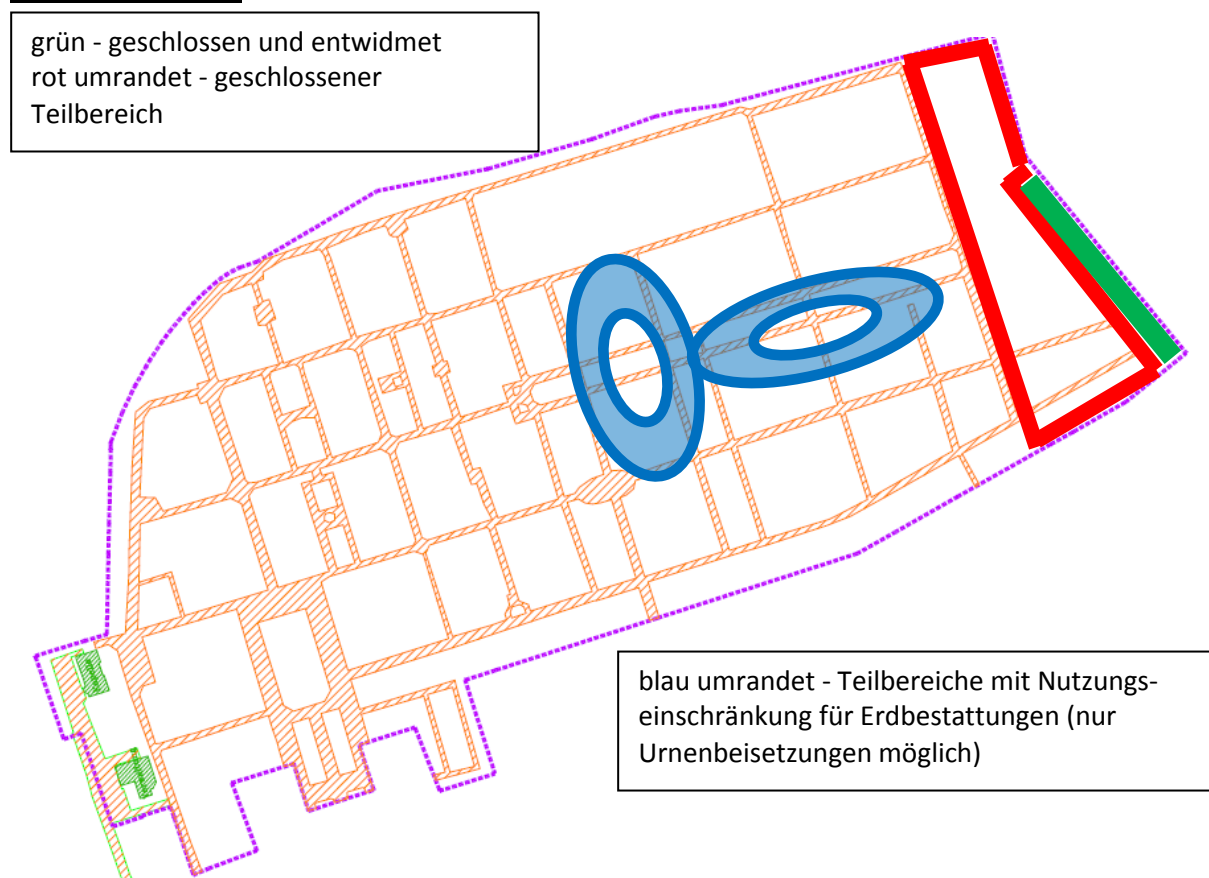 grün - geschlossen und entwidmet
rot umrandet - geschlossener
Teilbereich
blau umrandet - Teilbereiche mit Nutzungs-
einschränkung für Erdbestattungen (nur
Urnenbeisetzungen möglich)